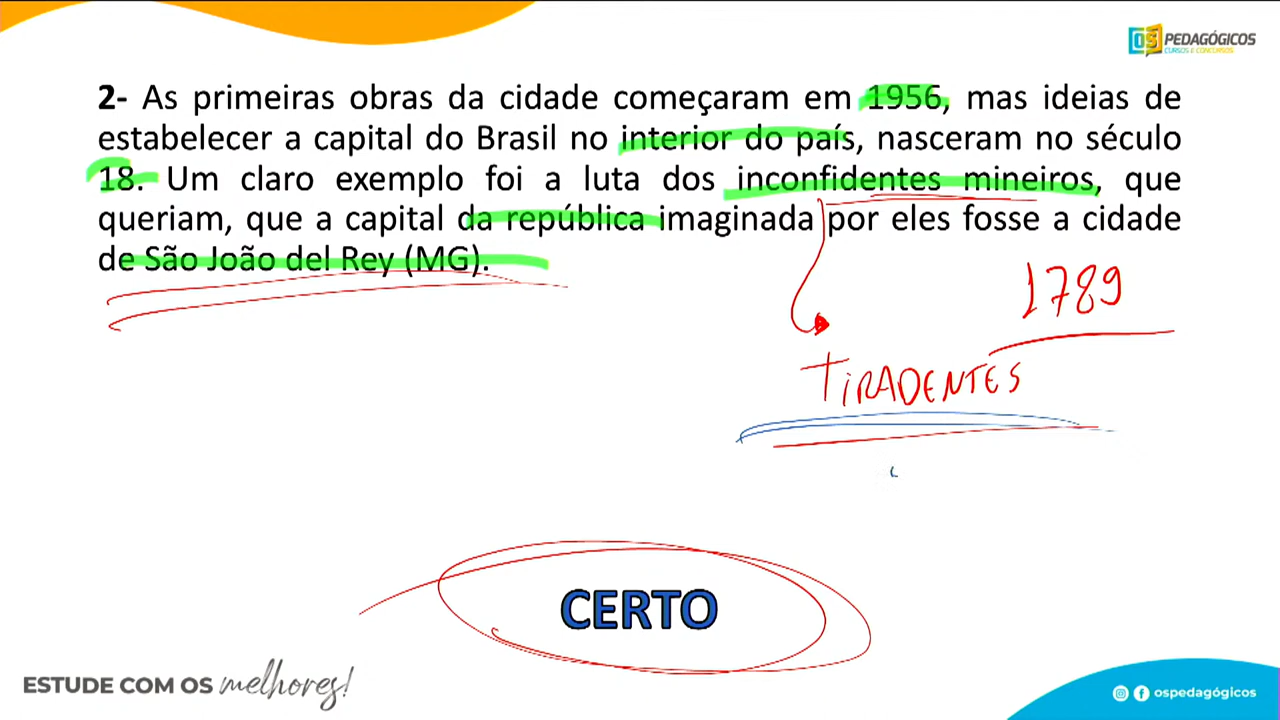 OS PEDAGÓGICOS
CURSOS E CONCURSOS
2- As primeiras obras da cidade começaram em 1956, mas ideias de
estabelecer a capital do Brasil no interior do país, nasceram no século
18. Um claro exemplo foi a luta dos inconfidentes mineiros, que
queriam, que a capital da república imaginada por eles fosse a cidade
de São João del Rey (MG).
1789
TIRADENTES
CERTO
ESTUDE COM OS melhores!
ospedagógicos